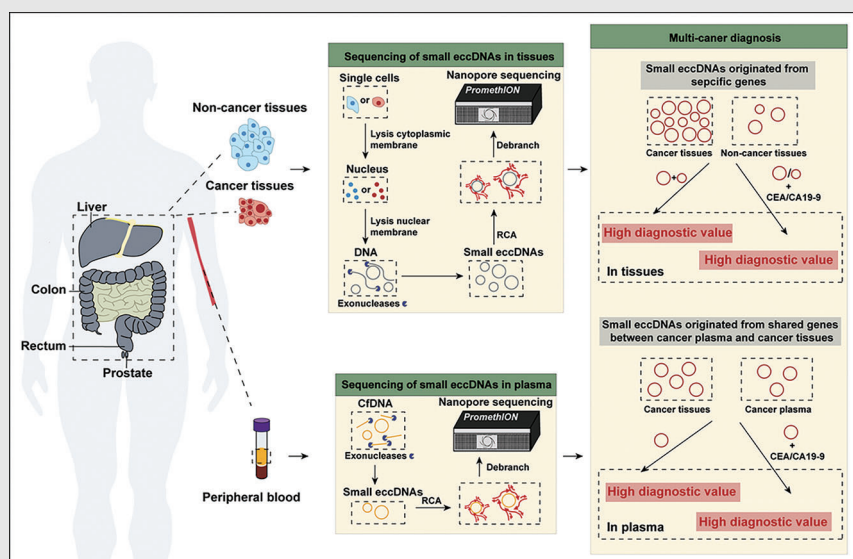 Non-cancer tissues
Cancer tissues
Liver
Colon
Rectum
Prostate
Peripheral blood
Sequencing of small eccDNAs in tissues
Single cells
or
Lysis cytoplasmic
membrane
Nucleus
or
Lysis nuclear
membrane
DNA
Exonucleases
Nanopore sequencing
PromethION
Debranch
RCA
Small eccDNAs
Sequencing of small eccDNAs in plasma
CfDNA
Exonucleases
Small eccDNAs
RCA
Nanopore sequencing
PromethION
Debranch
Multi-caner diagnosis
Small eccDNAs originated from
sepcific genes
Cancer tissues
Non-cancer tissues
+
/
+
CEA/CA19-9
High diagnostic value
High diagnostic value
In tissues
Small eccDNAs originated from shared genes
between cancer plasma and cancer tissues
Cancer tissues
Cancer plasma
+
CEA/CA19-9
High diagnostic value
High diagnostic value
In plasma